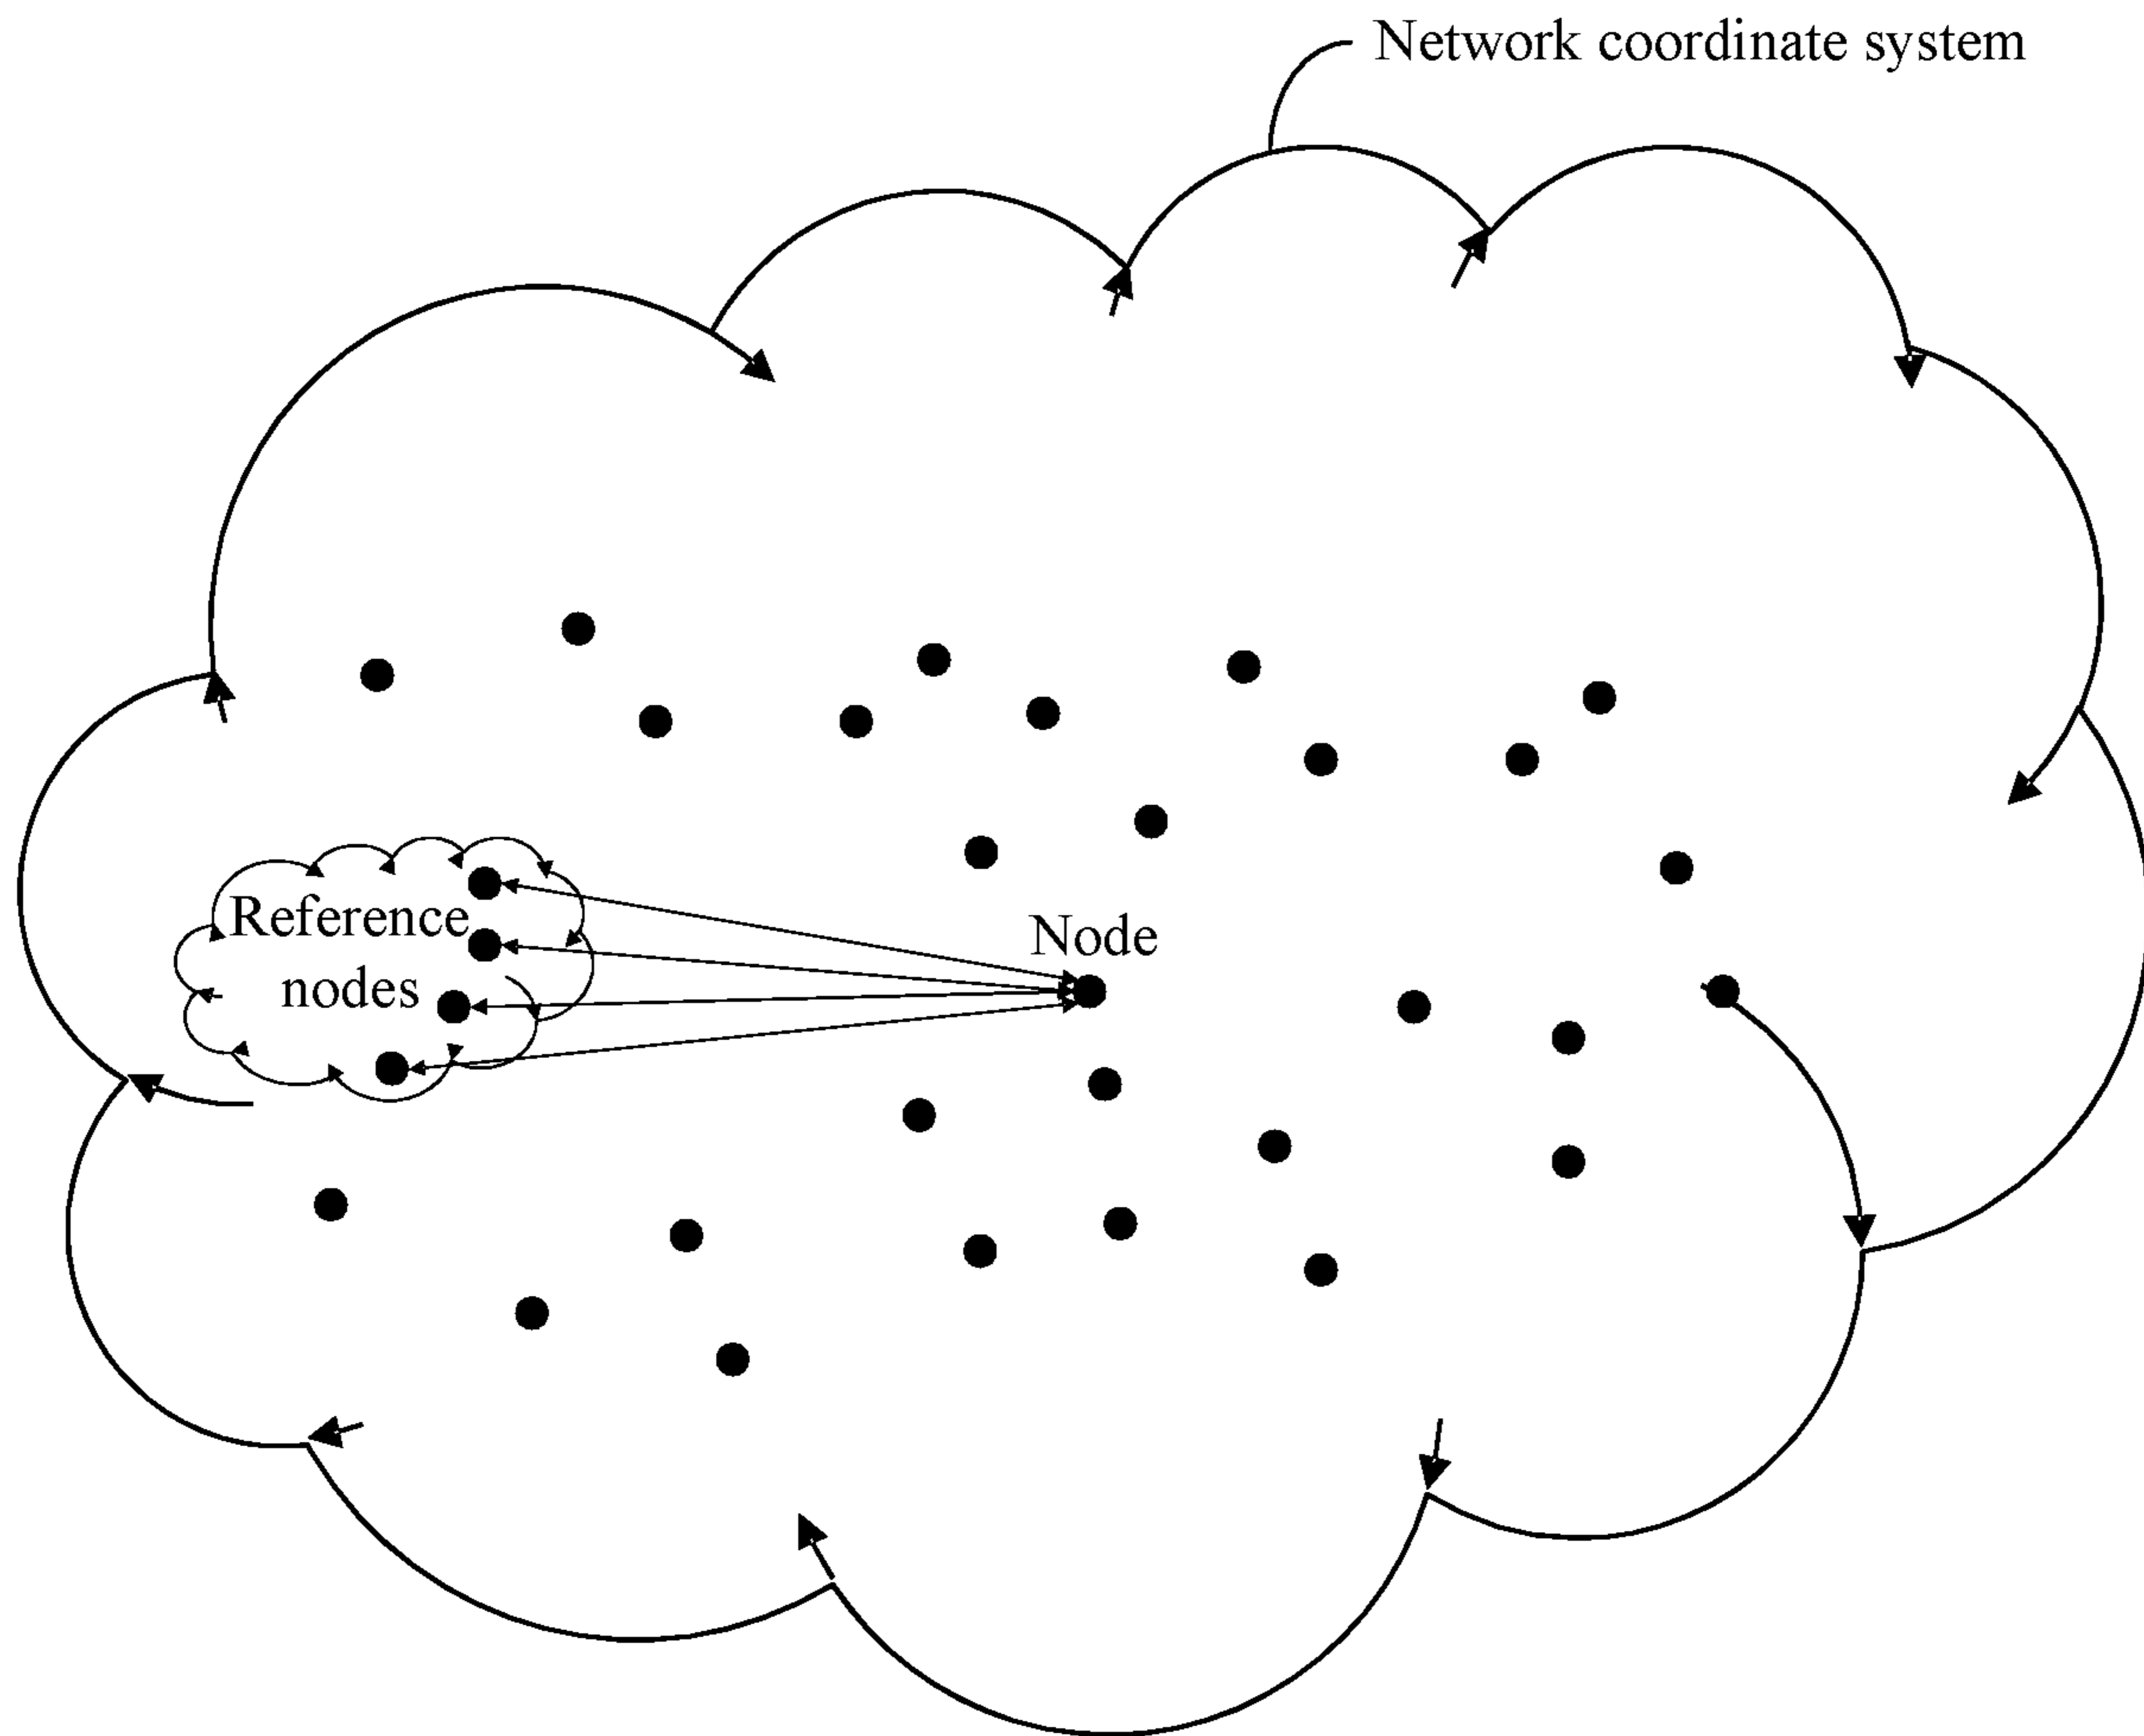 Network coordinate system
Reference
nodes
Node